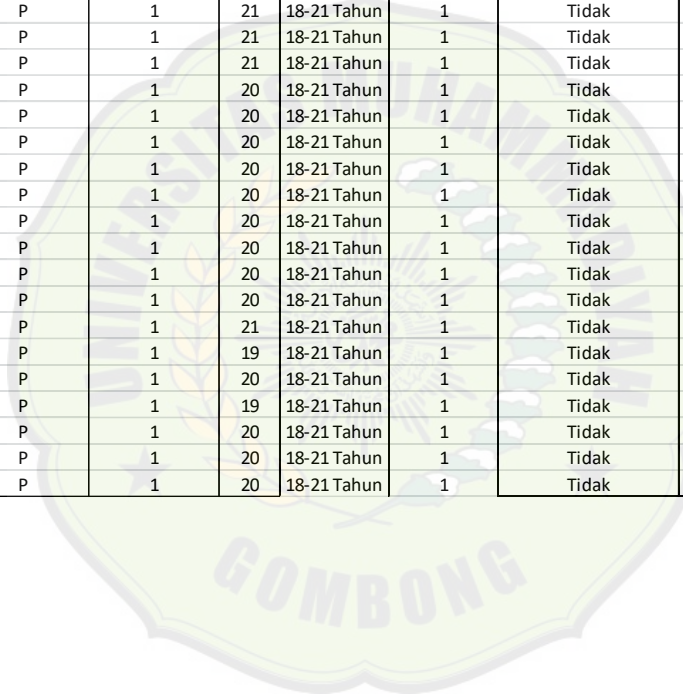 P 1 21 18-21 Tahun 1 Tidak
P 1 21 18-21 Tahun 1 Tidak
P 1 21 18-21 Tahun 1 Tidak
P 1 20 18-21 Tahun 1 Tidak
P 1 20 18-21 Tahun 1 Tidak
P 1 20 18-21 Tahun 1 Tidak
P 1 20 18-21 Tahun 1 Tidak
P 1 20 18-21 Tahun 1 Tidak
P 1 20 18-21 Tahun 1 Tidak
P 1 20 18-21 Tahun 1 Tidak
P 1 20 18-21 Tahun 1 Tidak
P 1 20 18-21 Tahun 1 Tidak
P 1 21 18-21 Tahun 1 Tidak
P 1 19 18-21 Tahun 1 Tidak
P 1 20 18-21 Tahun 1 Tidak
P 1 19 18-21 Tahun 1 Tidak
P 1 20 18-21 Tahun 1 Tidak
P 1 20 18-21 Tahun 1 Tidak
P 1 20 18-21 Tahun 1 Tidak
UNIVERSITAS MUHAMMADIYAH
GOMBONG